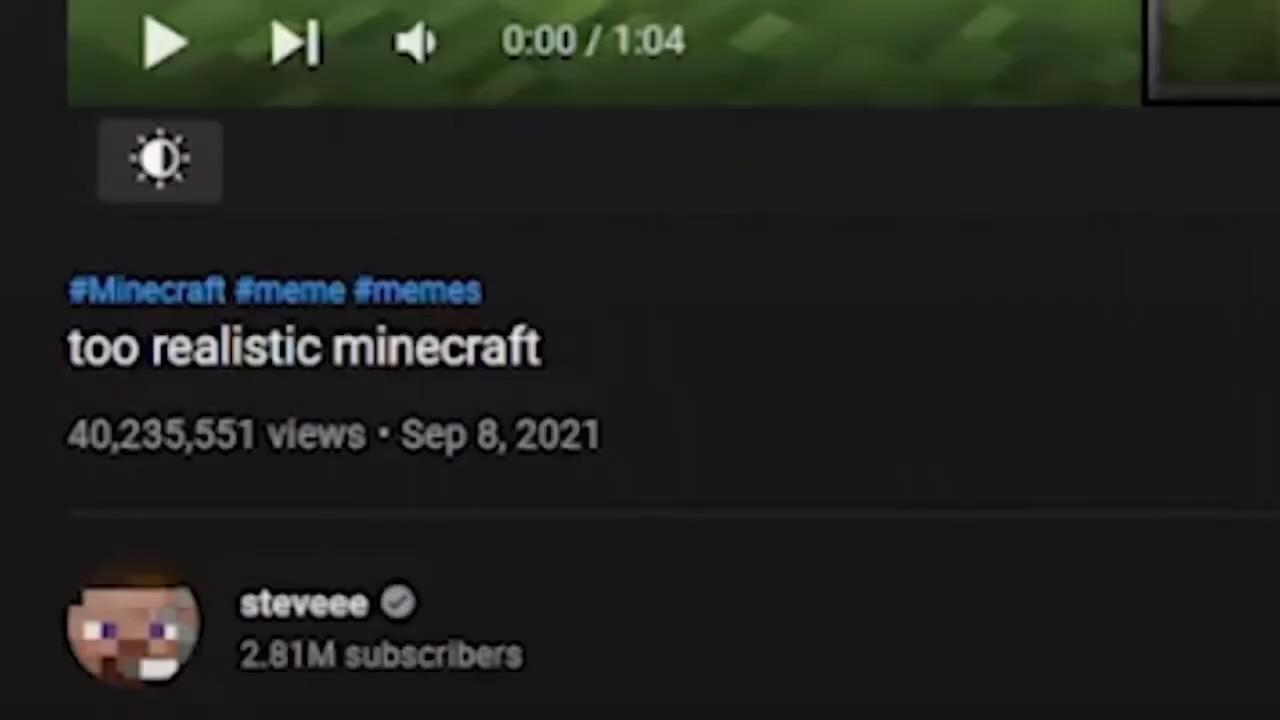 0:00 / 1:04
#Minecraft #meme #memes
too realistic minecraft
40,235,551 views • Sep 8, 2021
steveee
2.81M subscribers